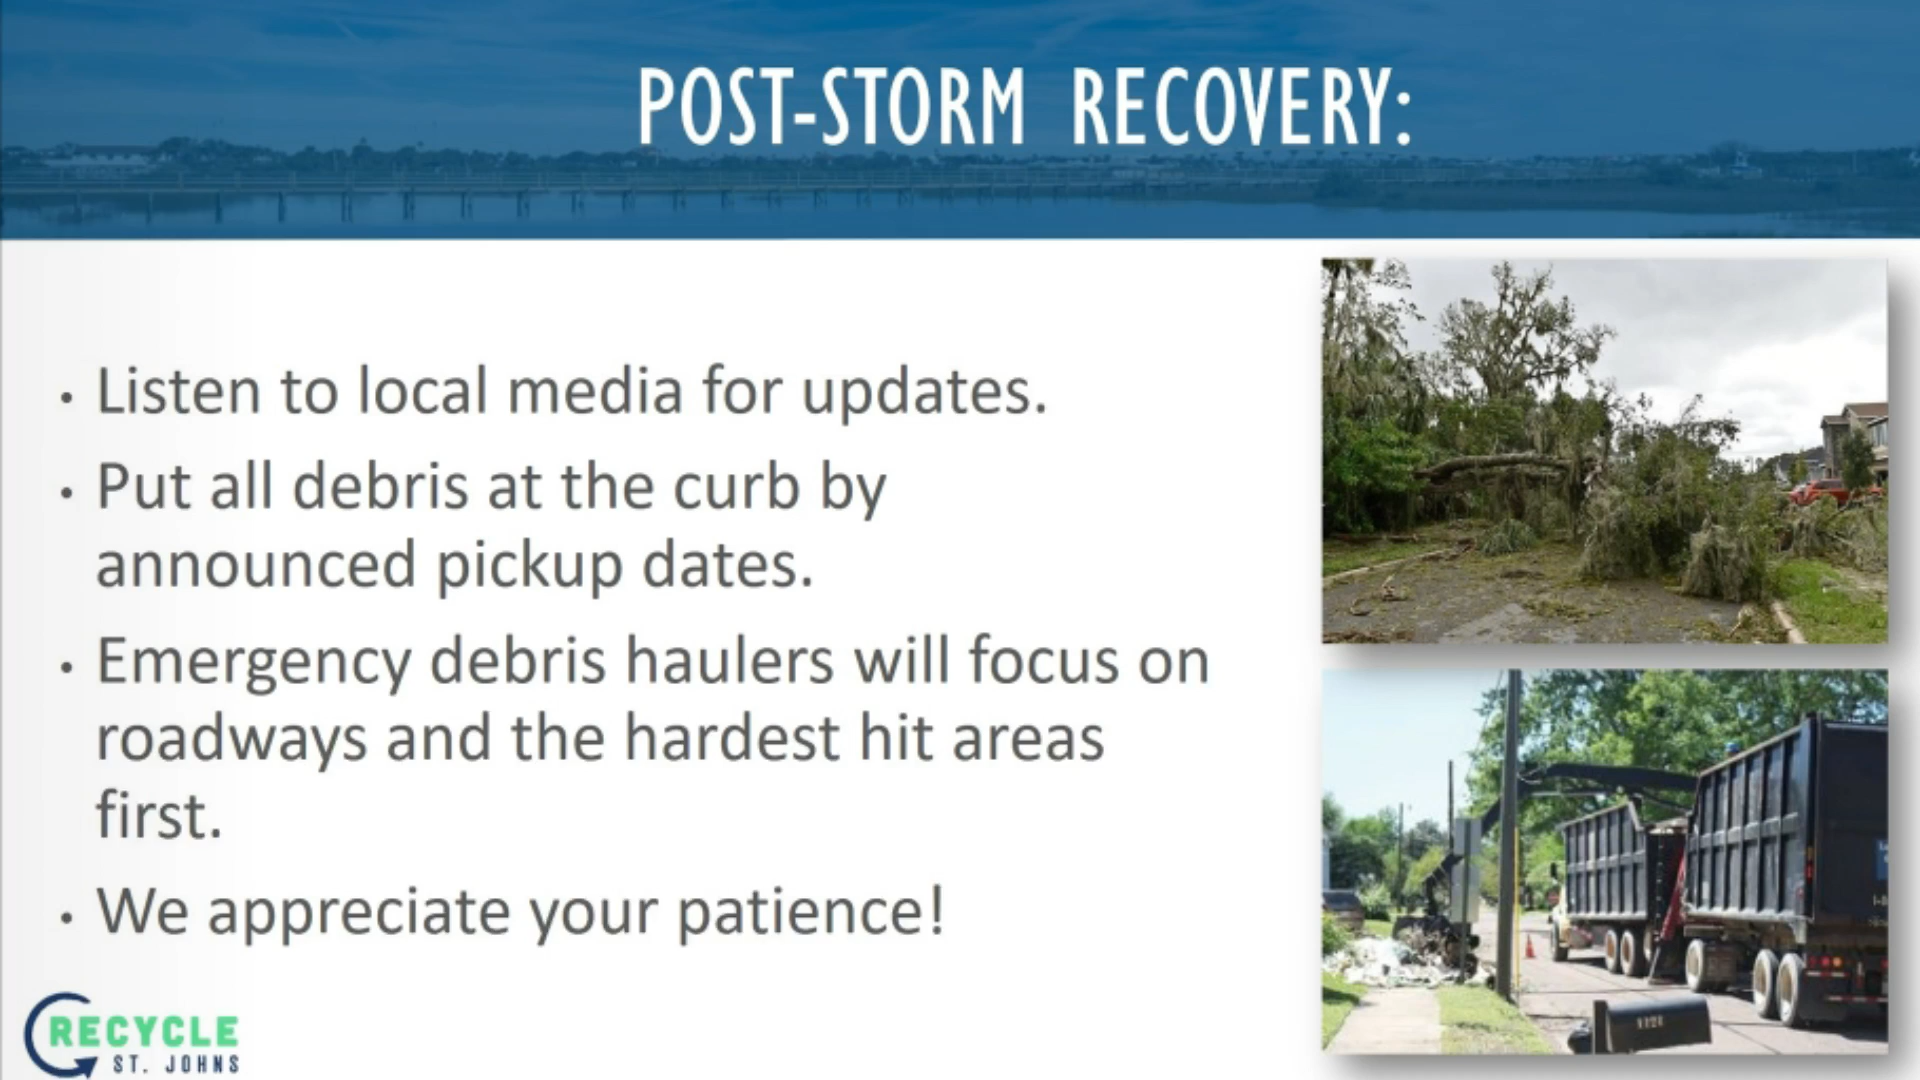 POST-STORM RECOVERY:
• Listen to local media for updates.
• Put all debris at the curb by
announced pickup dates.
• Emergency debris haulers will focus on
roadways and the hardest hit areas
first.
• We appreciate your patience!
RECYCLE
ST. JOHNS